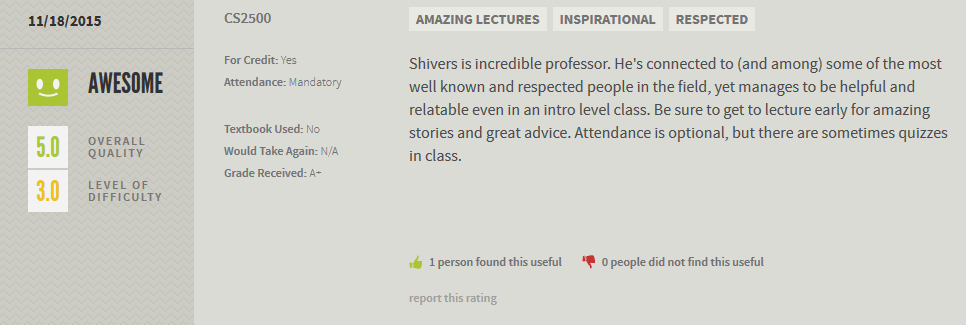 11/18/2015
AWESOME
5.0 OVERALL
QUALITY
3.0 LEVEL OF
DIFFICULTY
CS2500
For Credit: Yes
Attendance: Mandatory
Textbook Used: No
Would Take Again: N/A
Grade Received: A+
AMAZING LECTURES INSPIRATIONAL RESPECTED
Shivers is incredible professor. He's connected to (and among) some of the most
well known and respected people in the field, yet manages to be helpful and
relatable even in an intro level class. Be sure to get to lecture early for amazing
stories and great advice. Attendance is optional, but there are sometimes quizzes
in class.
1 person found this useful 0 people did not find this useful
report this rating